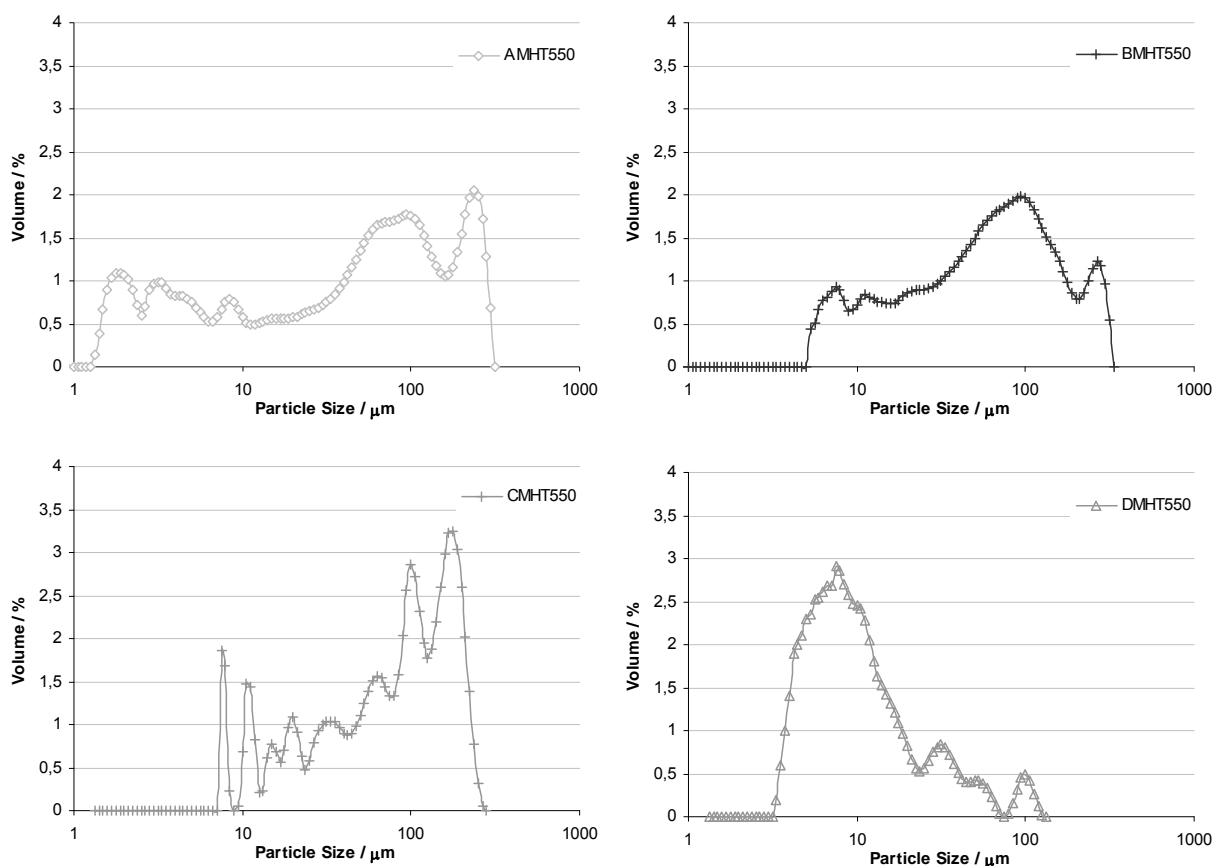 4
3,5
3
2,5
2
1,5
1
0,5
0
Volume / %
AMHT550
1 10 100 1000
Particle Size / μm
4
3,5
3
2,5
2
1,5
1
0,5
0
Volume / %
BMHT550
1 10 100 1000
Particle Size / μm
4
3,5
3
2,5
2
1,5
1
0,5
0
Volume / %
CMHT550
1 10 100 1000
Particle Size / μm
4
3,5
3
2,5
2
1,5
1
0,5
0
Volume / %
DMHT550
1 10 100 1000
Particle Size / μm